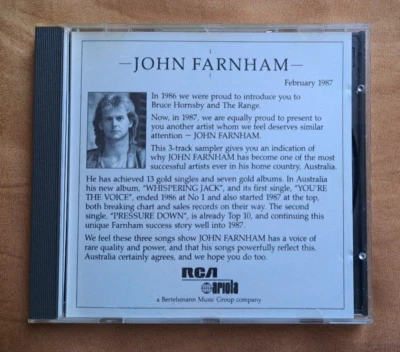 JOHN FARNHAM
February 1987
In 1986 we were proud to introduce you to
Bruce Hornsby and The Range.
Now, in 1987, we are equally proud to present to
you another artist whom we feel deserves similar
attention — JOHN FARNHAM.
This 3-track sampler gives you an indication of
why JOHN FARNHAM has become one of the most
successful artists ever in his home country, Australia.
He has achieved 13 gold singles and seven gold albums. In Australia
his new album, "WHISPERING JACK", and its first single, "YOU'RE
THE VOICE", ended 1986 at No 1 and also started 1987 at the top,
both breaking chart and sales records on their way. The second
single, "PRESSURE DOWN", is already Top 10, and continuing this
unique Farnham success story well into 1987.
We feel these three songs show JOHN FARNHAM has a voice of
rare quality and power, and that his songs powerfully reflect this.
Australia certainly agrees, and we hope you do too.
RCA
ARIOLA
a Bertelsmann Music Group company